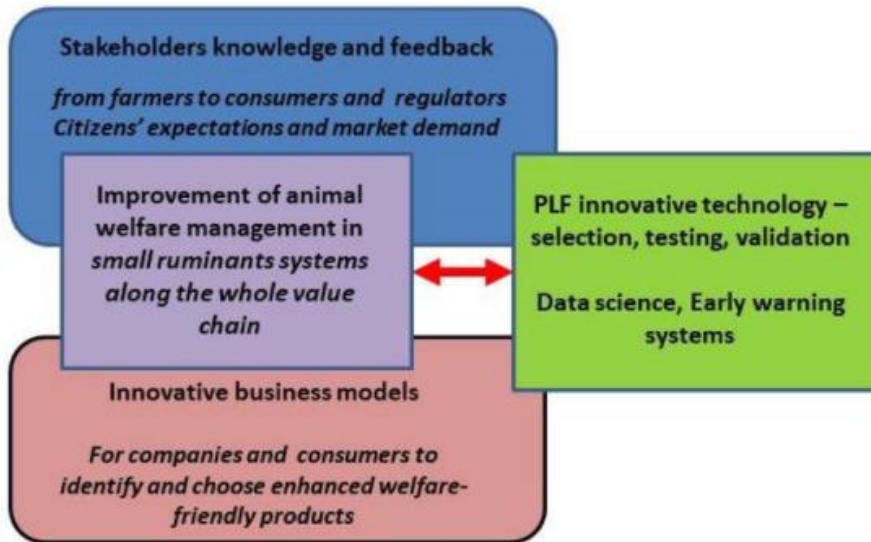 Stakeholders knowledge and feedback
from farmers to consumers and regulators
Citizens' expectations and market demand
Improvement of animal
welfare management in
small ruminants systems
along the whole value
chain
PLF innovative technology –
selection, testing, validation
Data science, Early warning
systems
Innovative business models
For companies and consumers to
identify and choose enhanced welfare-
friendly products